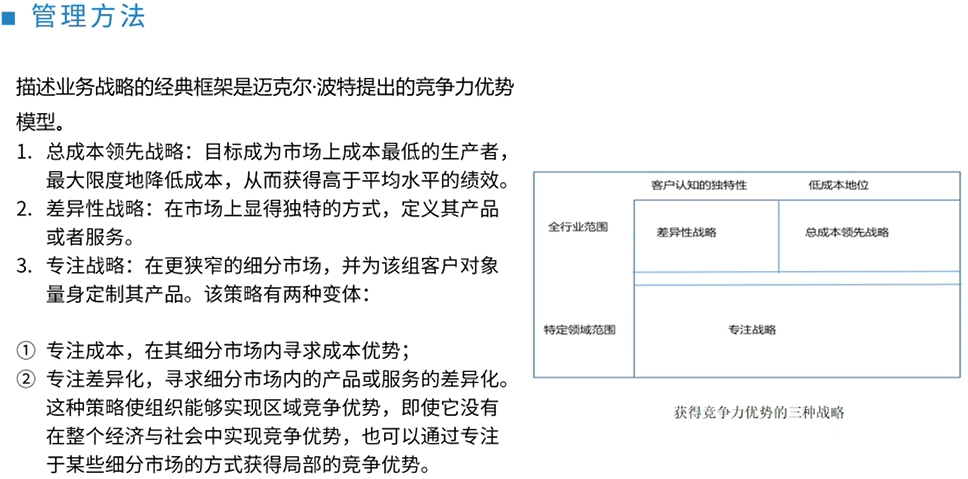 ■ 管理方法
描述业务战略的经典框架是迈克尔·波特提出的竞争力优势
模型。
1. 总成本领先战略：目标成为市场上成本最低的生产者，
最大限度地降低成本，从而获得高于平均水平的绩效。
2. 差异性战略：在市场上显得独特的方式，定义其产品
或者服务。
3. 专注战略：在更狭窄的细分市场，并为该组客户对象
量身定制其产品。该策略有两种变体：
① 专注成本，在其细分市场内寻求成本优势；
② 专注差异化，寻求细分市场内的产品或服务的差异化。
这种策略使组织能够实现区域竞争优势，即使它没有
在整个经济与社会中实现竞争优势，也可以通过专注
于某些细分市场的方式获得局部的竞争优势。
客户认知的独特性 低成本地位
全行业范围 差异性战略 总成本领先战略
特定领域范围 专注战略
获得竞争力优势的三种战略